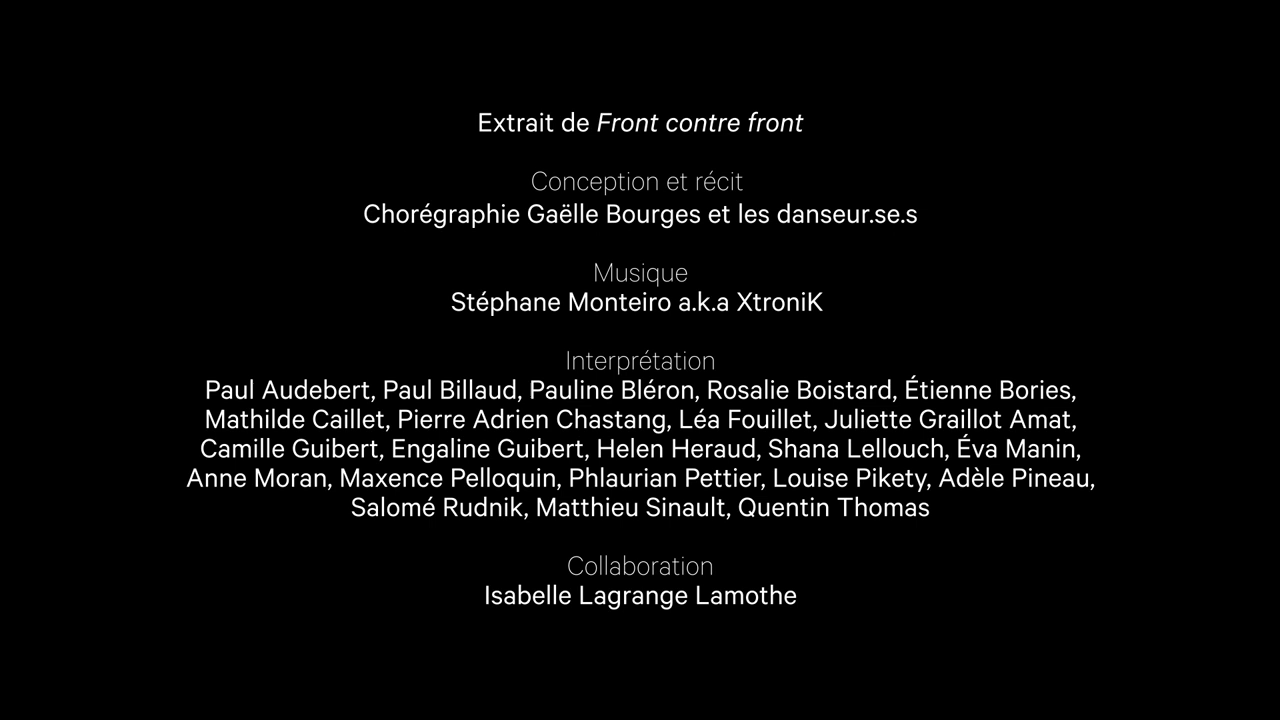 Extrait de Front contre front
Conception et récit
Chorégraphie Gaëlle Bourges et les danseur.se.s
Musique
Stéphane Monteiro a.k.a XtroniK
Interprétation
Paul Audebert, Paul Billaud, Pauline Bléron, Rosalie Boistard, Étienne Bories,
Mathilde Caillet, Pierre Adrien Chastang, Léa Fouillet, Juliette Graillot Amat,
Camille Guibert, Engaline Guibert, Helen Heraud, Shana Lellouch, Éva Manin,
Anne Moran, Maxence Pelloquin, Phlaurian Pettier, Louise Pikety, Adèle Pineau,
Salomé Rudnik, Matthieu Sinault, Quentin Thomas
Collaboration
Isabelle Lagrange Lamothe